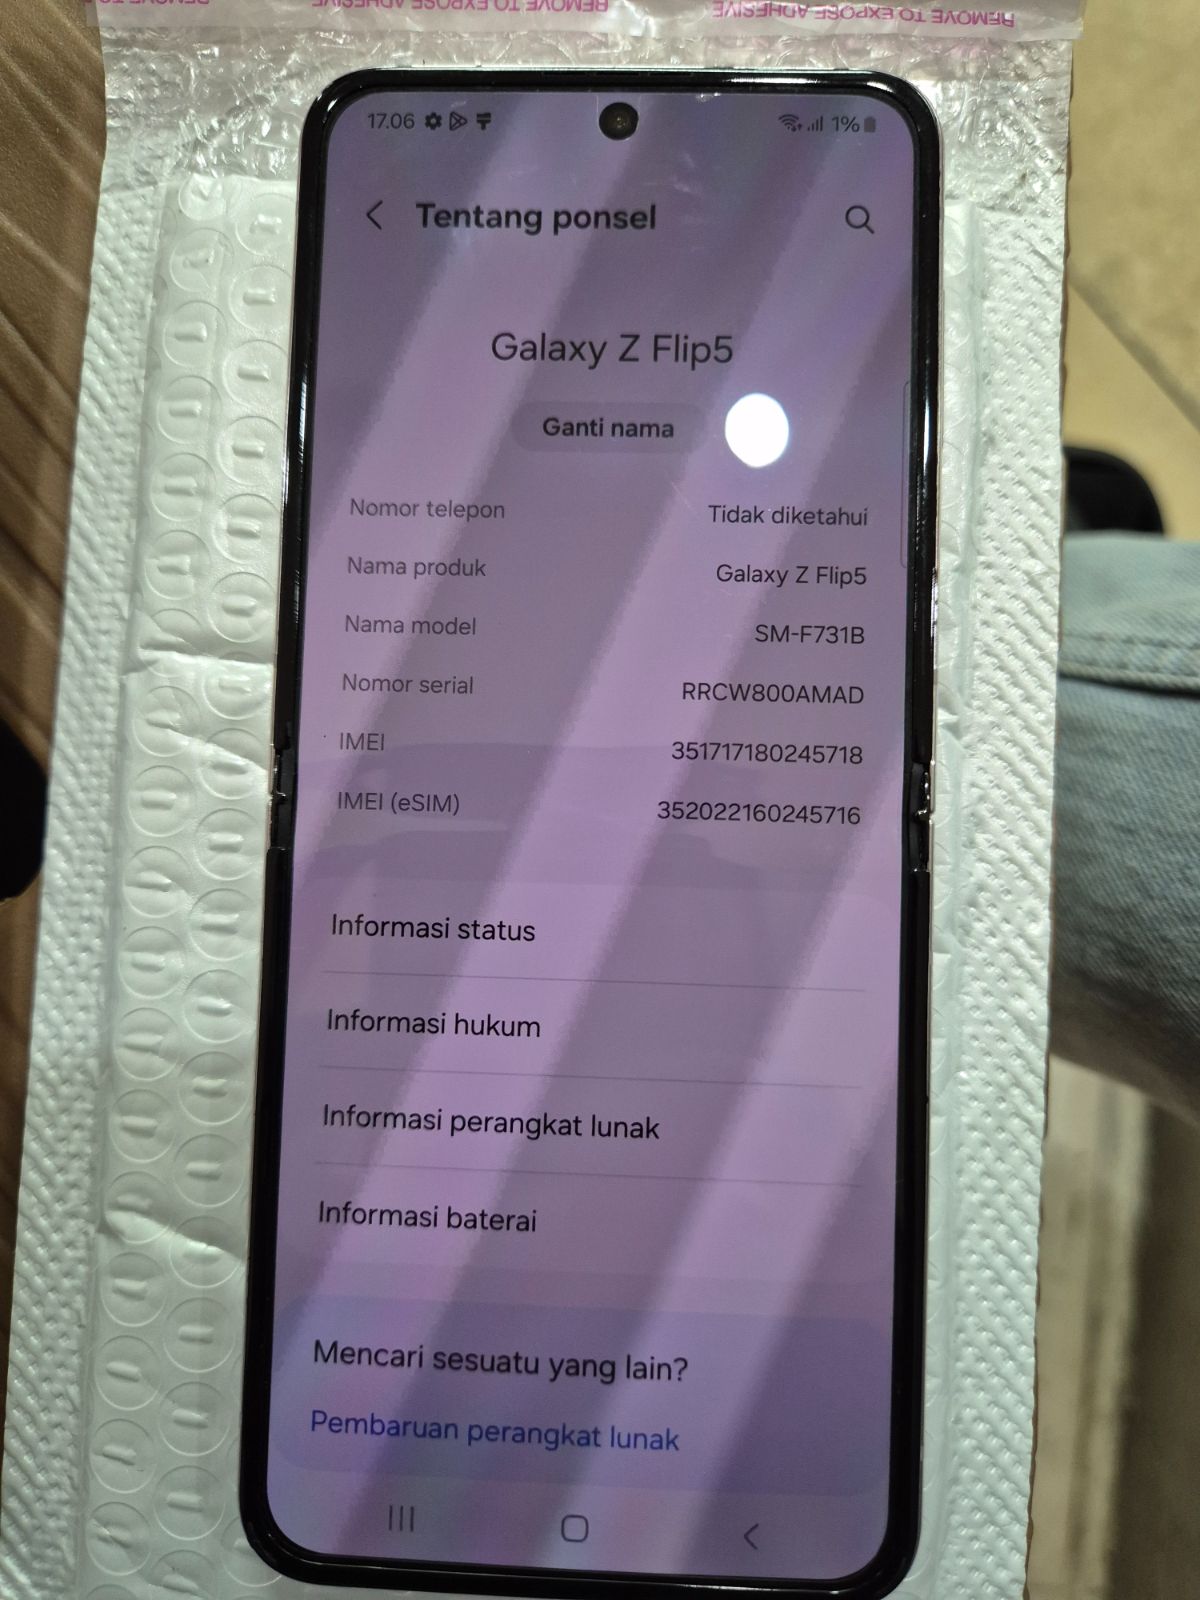 REMOVE TO EXPOSE ADHESIVE
REMOVE TO EXPOSE ADHESIVE
17.06
1%
Tentang ponsel
Galaxy Z Flip5
Ganti nama
Nomor telepon Tidak diketahui
Nama produk Galaxy Z Flip5
Nama model SM-F731B
Nomor serial RRCW800AMAD
IMEI 351717180245718
IMEI (eSIM) 352022160245716
Informasi status
Informasi hukum
Informasi perangkat lunak
Informasi baterai
Mencari sesuatu yang lain?
Pembaruan perangkat lunak